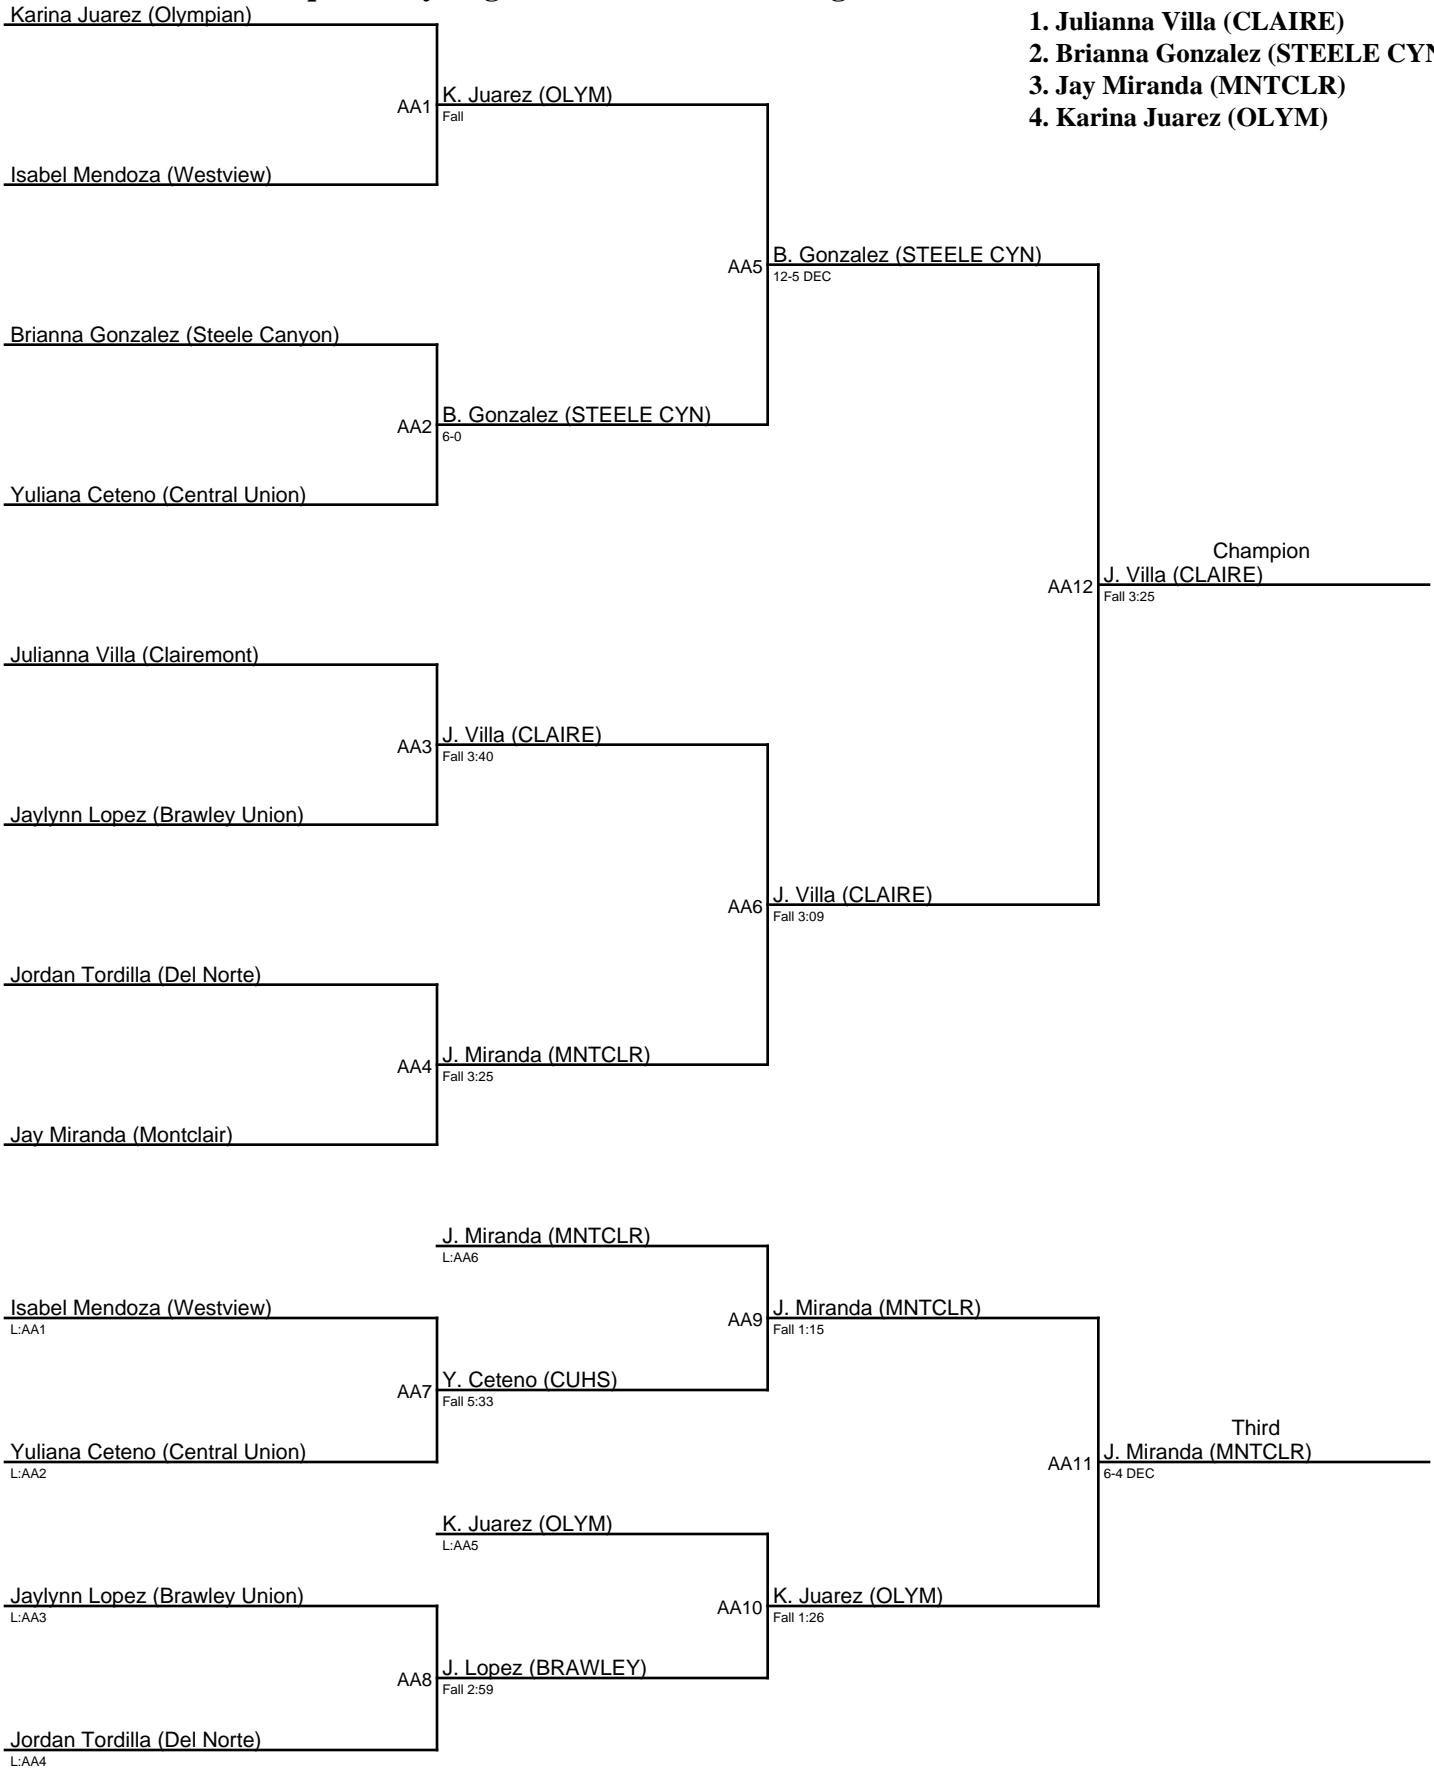 Karina Juarez (Olympian)
1. Julianna Villa (CLAIRE)
2. Brianna Gonzalez (STEELE CYN
3. Jay Miranda (MNTCLR)
4. Karina Juarez (OLYM)
AA1
K. Juarez (OLYM)
Fall
Isabel Mendoza (Westview)
AA5
B. Gonzalez (STEELE CYN)
12-5 DEC
Brianna Gonzalez (Steele Canyon)
AA2
B. Gonzalez (STEELE CYN)
6-0
Yuliana Ceteno (Central Union)
Champion
AA12
J. Villa (CLAIRE)
Fall 3:25
Julianna Villa (Clairemont)
AA3
J. Villa (CLAIRE)
Fall 3:40
Jaylynn Lopez (Brawley Union)
AA6
J. Villa (CLAIRE)
Fall 3:09
Jordan Tordilla (Del Norte)
AA4
J. Miranda (MNTCLR)
Fall 3:25
Jay Miranda (Montclair)
J. Miranda (MNTCLR)
L:AA6
Isabel Mendoza (Westview)
L:AA1
AA9
J. Miranda (MNTCLR)
Fall 1:15
AA7
Y. Ceteno (CUHS)
Fall 5:33
Yuliana Ceteno (Central Union)
L:AA2
Third
AA11
J. Miranda (MNTCLR)
6-4 DEC
K. Juarez (OLYM)
L:AA5
Jaylynn Lopez (Brawley Union)
L:AA3
AA10
K. Juarez (OLYM)
Fall 1:26
AA8
J. Lopez (BRAWLEY)
Fall 2:59
Jordan Tordilla (Del Norte)
L:AA4